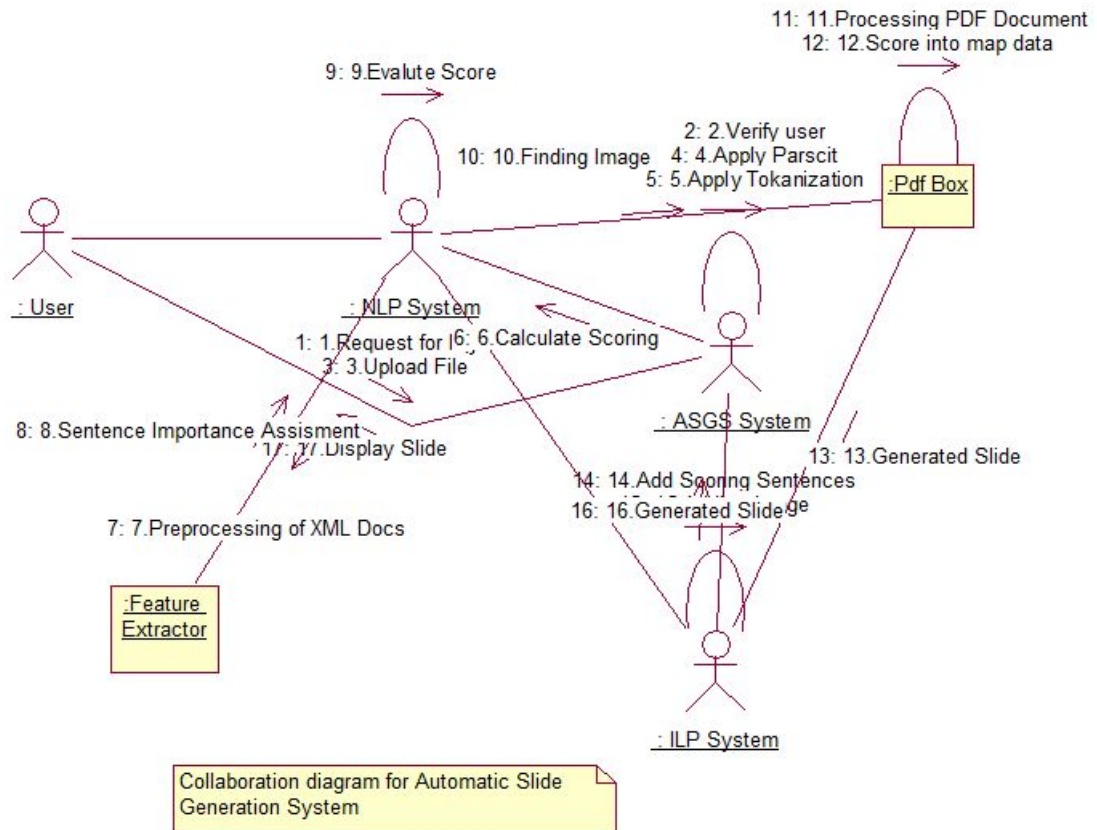 11: 11.Processing PDF Document
12: 12.Score into map data
9: 9.Evalute Score
2: 2.Verify user
10: 10.Finding Image
4: 4.Apply Parscit
5: 5.Apply Tokanization
:Pdf Box
: User
: NLP System
1: 1.Request for
6: 6.Calculate Scoring
3: 3.Upload File
: ASGS System
8: 8.Sentence Importance Assisment
17: 17.Display Slide
13: 13.Generated Slide
14: 14.Add Scoring Sentences
16: 16.Generated Slide
7: 7.Preprocessing of XML Docs
:Feature
Extractor
: ILP System
Collaboration diagram for Automatic Slide
Generation System